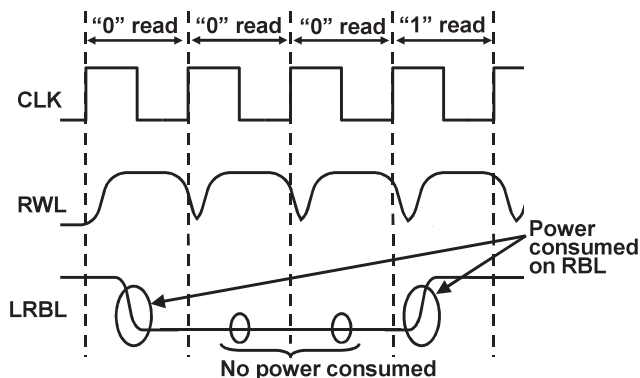 “0” read “0” read “0” read “1” read
CLK
RWL
Power
consumed
on RBL
LRBL
No power consumed